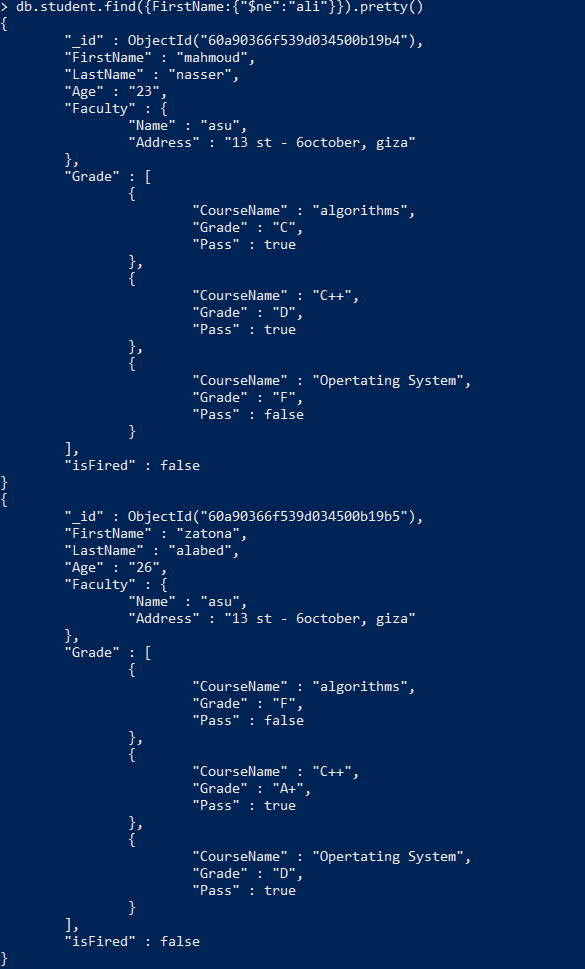 > db.student.find({FirstName:{"$ne":"ali"}}).pretty()
{
        "_id" : ObjectId("60a90366f539d034500b19b4"),
        "FirstName" : "mahmoud",
        "LastName" : "nasser",
        "Age" : "23",
        "Faculty" : {
                "Name" : "asu",
                "Address" : "13 st - 6october, giza"
        },
        "Grade" : [
                {
                        "CourseName" : "algorithms",
                        "Grade" : "C",
                        "Pass" : true
                },
                {
                        "CourseName" : "C++",
                        "Grade" : "D",
                        "Pass" : true
                },
                {
                        "CourseName" : "Opertating System",
                        "Grade" : "F",
                        "Pass" : false
                }
        ],
        "isFired" : false
}
{
        "_id" : ObjectId("60a90366f539d034500b19b5"),
        "FirstName" : "zatona",
        "LastName" : "alabed",
        "Age" : "26",
        "Faculty" : {
                "Name" : "asu",
                "Address" : "13 st - 6october, giza"
        },
        "Grade" : [
                {
                        "CourseName" : "algorithms",
                        "Grade" : "F",
                        "Pass" : false
                },
                {
                        "CourseName" : "C++",
                        "Grade" : "A+",
                        "Pass" : true
                },
                {
                        "CourseName" : "Opertating System",
                        "Grade" : "D",
                        "Pass" : true
                }
        ],
        "isFired" : false
}